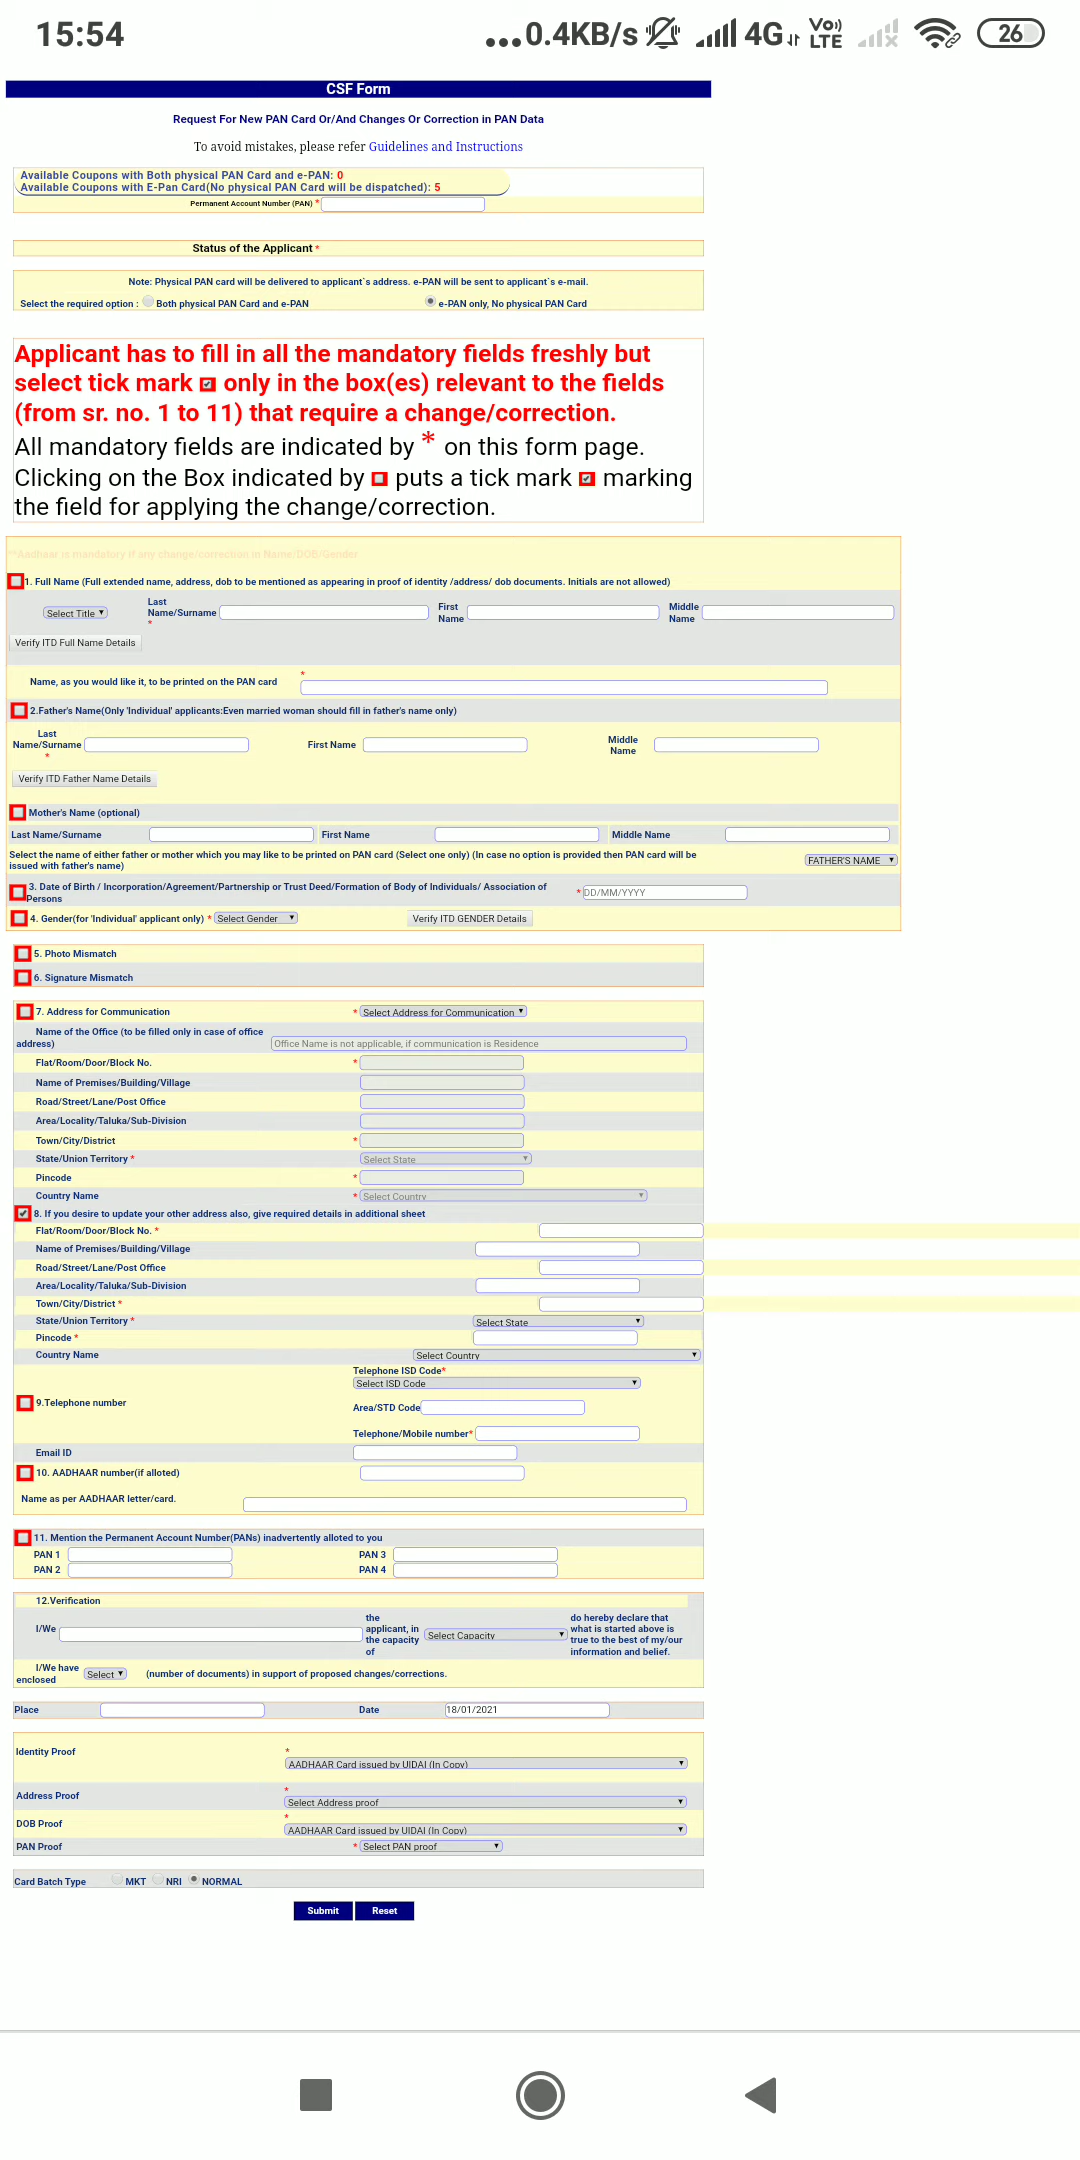 15:54
...0.4KB/s 4G Vo) LTE 26
CSF Form
Request For New PAN Card Or/And Changes Or Correction in PAN Data
To avoid mistakes, please refer Guidelines and Instructions
Available Coupons with Both physical PAN Card and e-PAN: 0
Available Coupons with E-Pan Card(No physical PAN Card will be dispatched): 5
Permanent Account Number (PAN) *
Status of the Applicant *
Note: Physical PAN card will be delivered to applicant`s address. e-PAN will be sent to applicant`s e-mail.
Select the required option : Both physical PAN Card and e-PAN e-PAN only, No physical PAN Card
Applicant has to fill in all the mandatory fields freshly but
select tick mark only in the box(es) relevant to the fields
(from sr. no. 1 to 11) that require a change/correction.
All mandatory fields are indicated by * on this form page.
Clicking on the Box indicated by puts a tick mark marking
the field for applying the change/correction.
**Aadhaar is mandatory if any change/correction in Name/DOB/Gender
1. Full Name (Full extended name, address, dob to be mentioned as appearing in proof of identity /address/ dob documents. Initials are not allowed)
Select Title Last Name/Surname * First Name Middle Name
Verify ITD Full Name Details
Name, as you would like it, to be printed on the PAN card *
2.Father's Name(Only 'Individual' applicants:Even married woman should fill in father's name only)
Last Name/Surname * First Name Middle Name
Verify ITD Father Name Details
Mother's Name (optional)
Last Name/Surname First Name Middle Name
Select the name of either father or mother which you may like to be printed on PAN card (Select one only) (In case no option is provided then PAN card will be
issued with father's name) FATHER'S NAME
3. Date of Birth / Incorporation/Agreement/Partnership or Trust Deed/Formation of Body of Individuals/ Association of
Persons * DD/MM/YYYY
4. Gender(for 'Individual' applicant only) * Select Gender Verify ITD GENDER Details
5. Photo Mismatch
6. Signature Mismatch
7. Address for Communication * Select Address for Communication
Name of the Office (to be filled only in case of office
address) Office Name is not applicable, if communication is Residence
Flat/Room/Door/Block No. *
Name of Premises/Building/Village
Road/Street/Lane/Post Office
Area/Locality/Taluka/Sub-Division
Town/City/District *
State/Union Territory * Select State
Pincode *
Country Name * Select Country
8. If you desire to update your other address also, give required details in additional sheet
Flat/Room/Door/Block No. *
Name of Premises/Building/Village
Road/Street/Lane/Post Office
Area/Locality/Taluka/Sub-Division
Town/City/District *
State/Union Territory * Select State
Pincode *
Country Name Select Country
Telephone ISD Code*
Select ISD Code
9.Telephone number Area/STD Code
Telephone/Mobile number*
Email ID
10. AADHAAR number(if alloted)
Name as per AADHAAR letter/card.
11. Mention the Permanent Account Number(PANs) inadvertently alloted to you
PAN 1 PAN 3
PAN 2 PAN 4
12.Verification
I/We the applicant, in the capacity of Select Capacity do hereby declare that what is started above is true to the best of my/our information and belief.
I/We have enclosed Select (number of documents) in support of proposed changes/corrections.
Place Date 18/01/2021
Identity Proof * AADHAAR Card issued by UIDAI (In Copy)
Address Proof * Select Address proof
DOB Proof * AADHAAR Card issued by UIDAI (In Copy)
PAN Proof * Select PAN proof
Card Batch Type MKT NRI NORMAL
Submit Reset